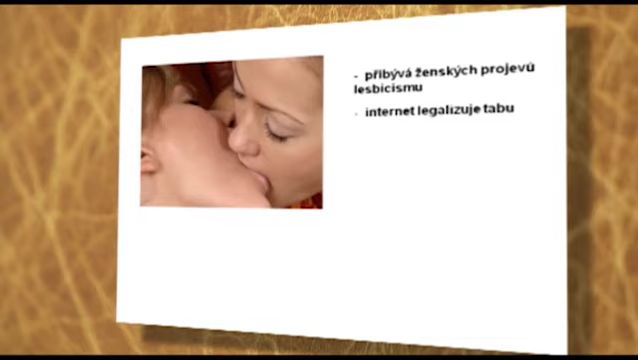 - přibývá ženských projevů
lesbicismu
- internet legalizuje tabu